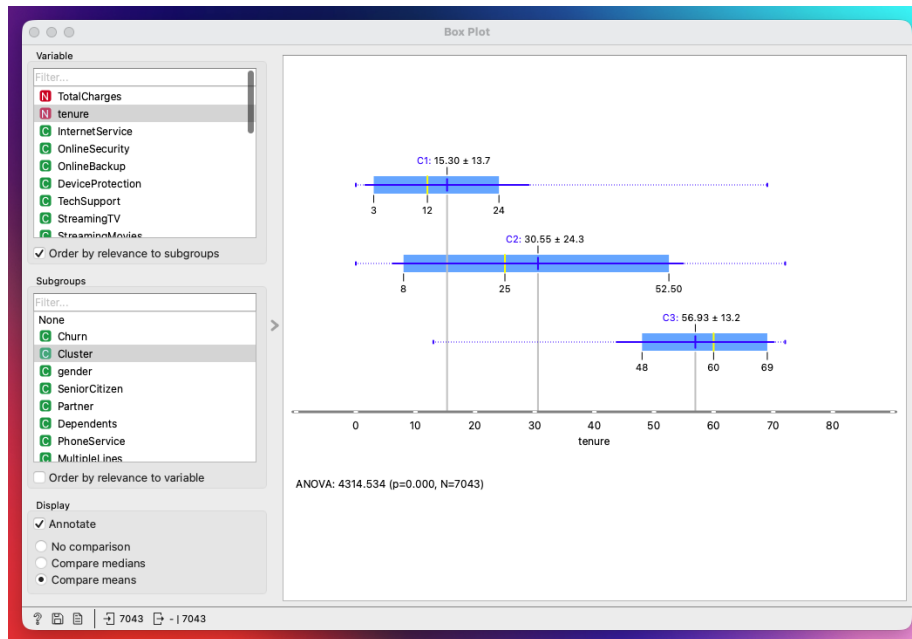 Box Plot
Variable
Filter...
N TotalCharges
N tenure
C InternetService
C OnlineSecurity
C OnlineBackup
C DeviceProtection
C TechSupport
C StreamingTV
C StreamingMovies
Order by relevance to subgroups
Subgroups
Filter...
None
C Churn
C Cluster
C gender
C SeniorCitizen
C Partner
C Dependents
C PhoneService
C MultipleLines
Order by relevance to variable
Display
Annotate
No comparison
Compare medians
Compare means
? 7043 - | 7043
C1: 15.30 ± 13.7
3 12 24
C2: 30.55 ± 24.3
8 25 52.50
C3: 56.93 ± 13.2
48 60 69
0 10 20 30 40 50 60 70 80
tenure
ANOVA: 4314.534 (p=0.000, N=7043)